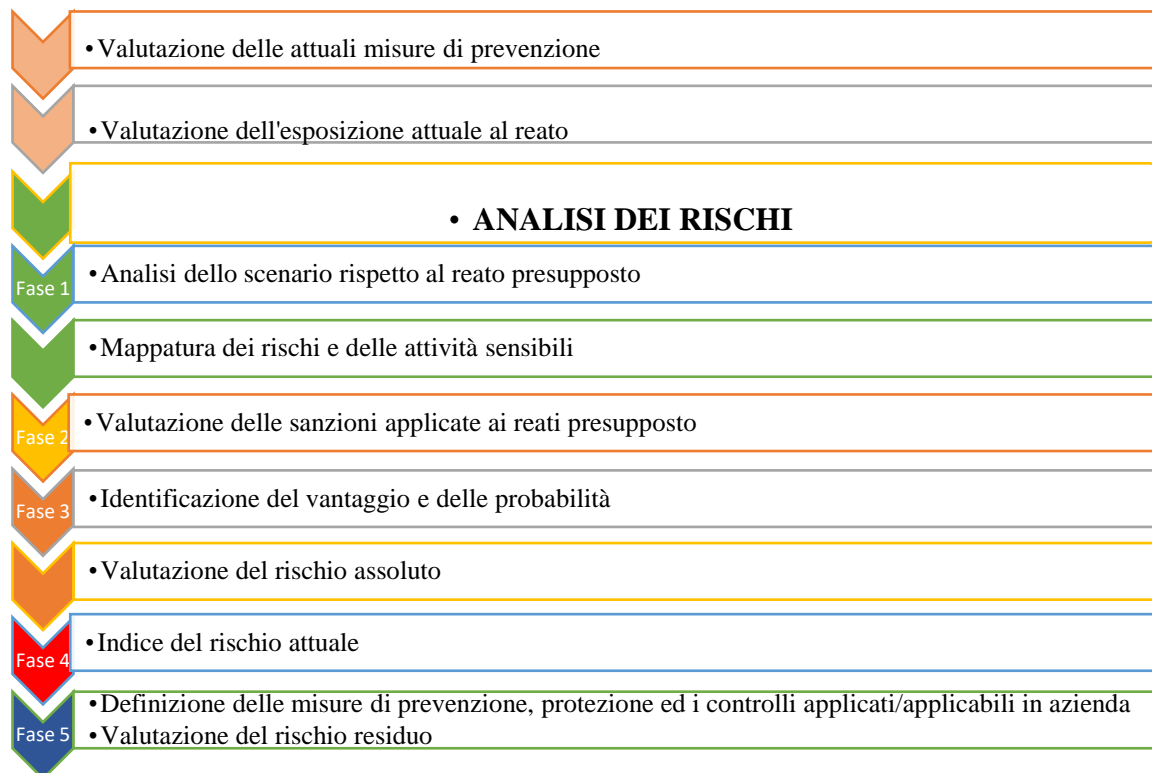 •Valutazione delle attuali misure di prevenzione
•Valutazione dell'esposizione attuale al reato
• ANALISI DEI RISCHI
Fase 1 •Analisi dello scenario rispetto al reato presupposto
•Mappatura dei rischi e delle attività sensibili
Fase 2 •Valutazione delle sanzioni applicate ai reati presupposto
Fase 3 •Identificazione del vantaggio e delle probabilità
•Valutazione del rischio assoluto
Fase 4 •Indice del rischio attuale
Fase 5 •Definizione delle misure di prevenzione, protezione ed i controlli applicati/applicabili in azienda
•Valutazione del rischio residuo